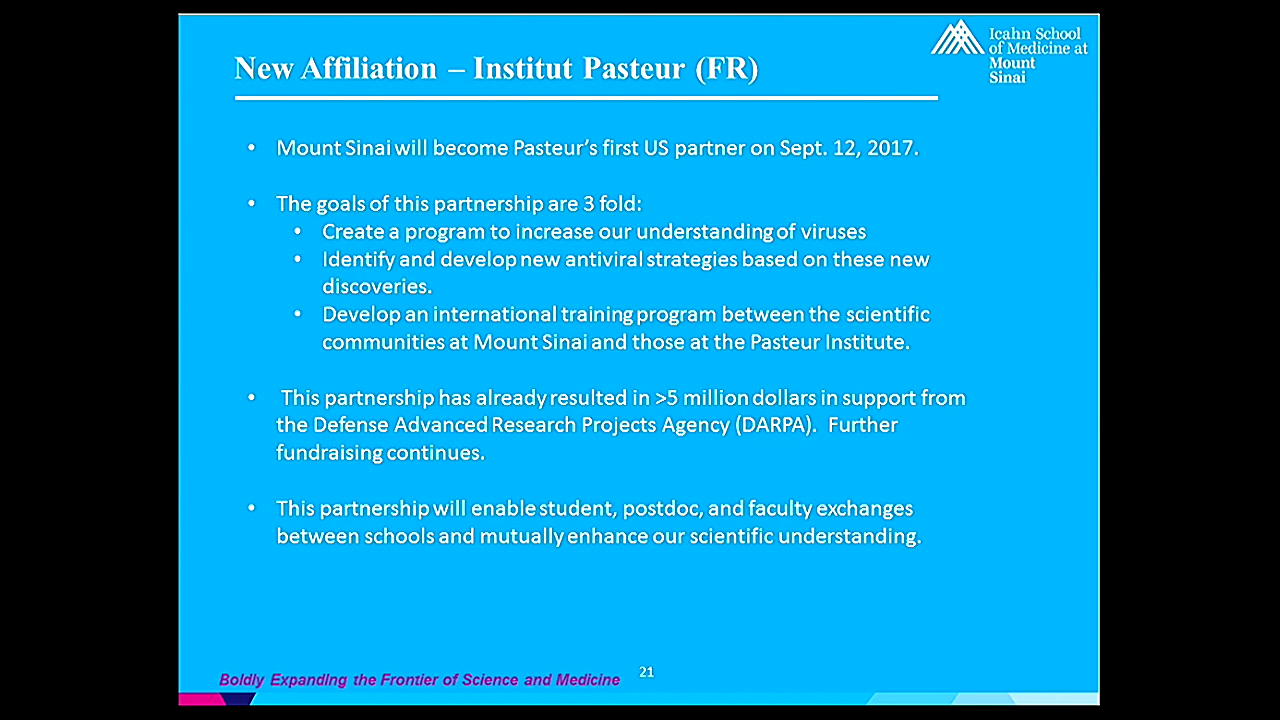 Icahn School
of Medicine at
Mount
Sinai
New Affiliation – Institut Pasteur (FR)
• Mount Sinai will become Pasteur’s first US partner on Sept. 12, 2017.
• The goals of this partnership are 3 fold:
• Create a program to increase our understanding of viruses
• Identify and develop new antiviral strategies based on these new
discoveries.
• Develop an international training program between the scientific
communities at Mount Sinai and those at the Pasteur Institute.
• This partnership has already resulted in >5 million dollars in support from
the Defense Advanced Research Projects Agency (DARPA). Further
fundraising continues.
• This partnership will enable student, postdoc, and faculty exchanges
between schools and mutually enhance our scientific understanding.
21
Boldly Expanding the Frontier of Science and Medicine